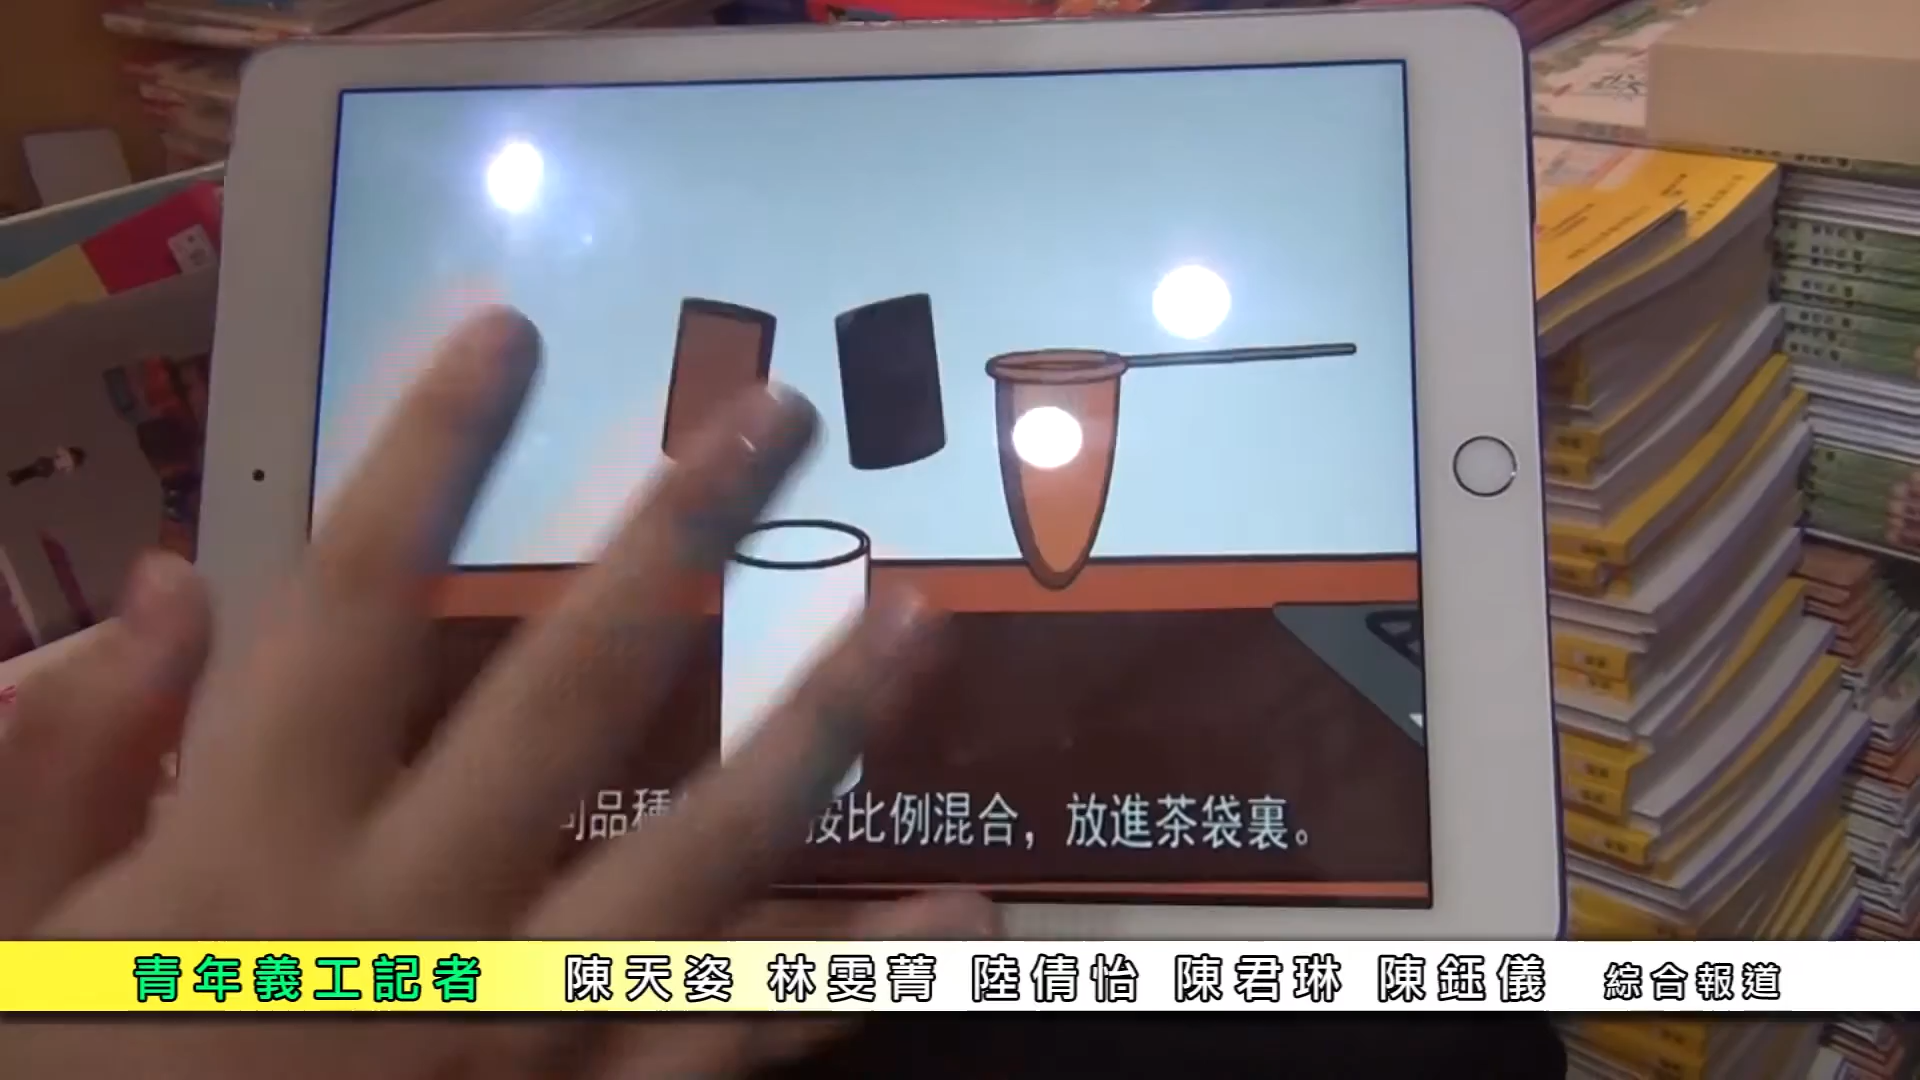 品種 按比例混合，放進茶袋裏。
青年義工記者 陳天姿 林雯菁 陸倩怡 陳君琳 陳鈺儀 綜合報道